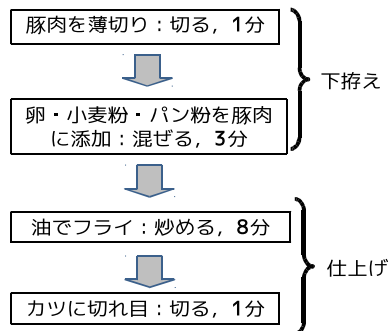 豚肉を薄切り：切る，1分
下拵え
卵・小麦粉・パン粉を豚肉
に添加：混ぜる，3分
油でフライ：炒める，8分
仕上げ
カツに切れ目：切る，1分